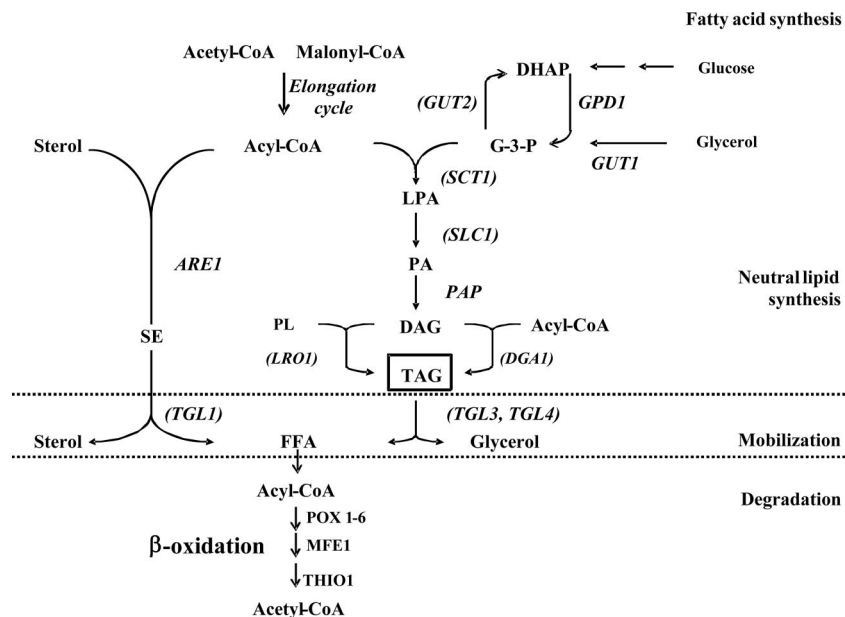 Fatty acid synthesis
Acetyl-CoA Malonyl-CoA
DHAP
Glucose
Elongation
cycle
(GUT2)
GPD1
Sterol
Acyl-CoA
G-3-P
Glycerol
GUT1
(SCT1)
LPA
(SLC1)
ARE1
PA
PAP
Neutral lipid
synthesis
SE
PL
DAG
Acyl-CoA
(LRO1)
(DGA1)
TAG
(TGL1)
(TGL3, TGL4)
Sterol
FFA
Glycerol
Mobilization
Acyl-CoA
Degradation
POX 1-6
β-oxidation
MFE1
THIO1
Acetyl-CoA